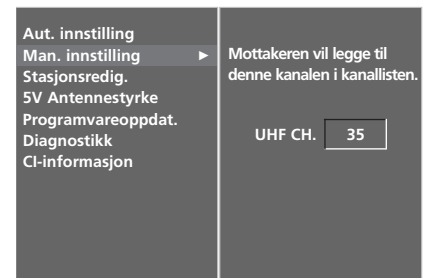 Aut. innstilling
Man. innstilling ►
Stasjonsredig.
5V Antennestyrke
Programvareoppdat.
Diagnostikk
CI-informasjon
Mottakeren vil legge til
denne kanalen i kanallisten.
UHF CH. 35